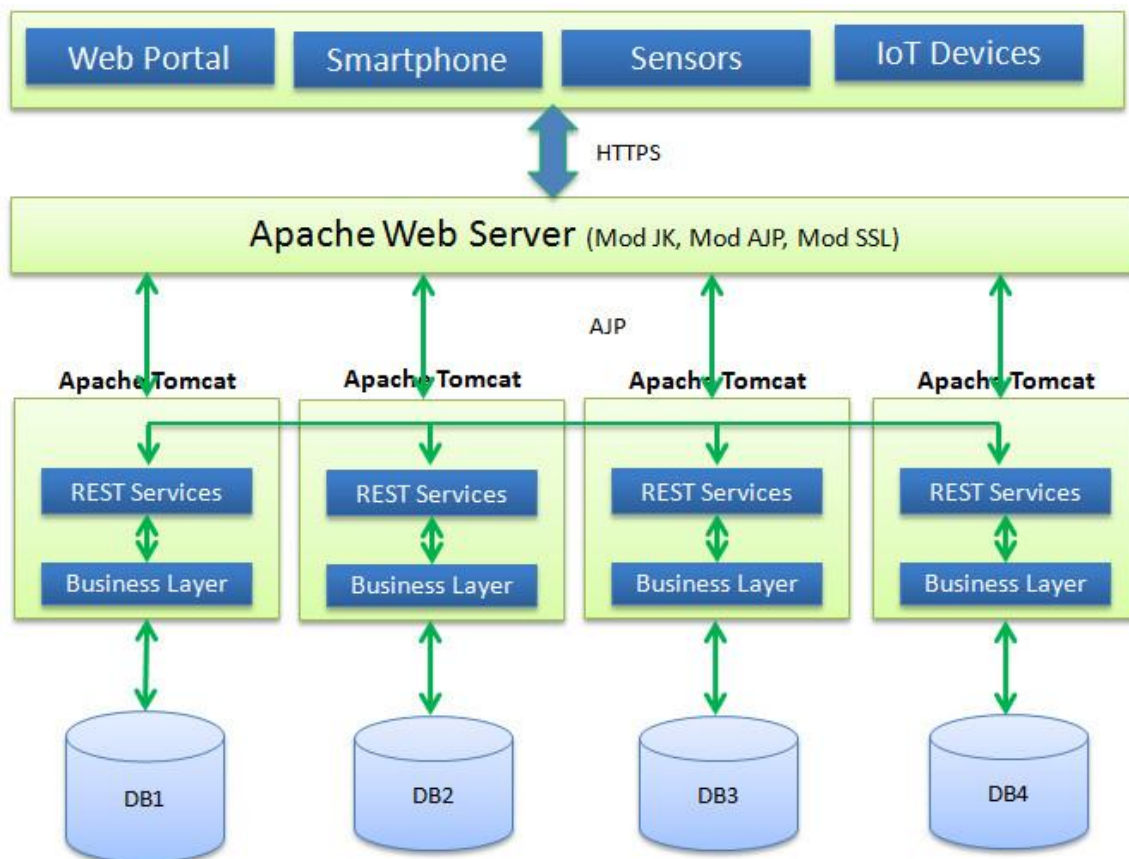 Web Portal
Smartphone
Sensors
IoT Devices
HTTPS
Apache Web Server (Mod JK, Mod AJP, Mod SSL)
AJP
Apache Tomcat
Apache Tomcat
Apache Tomcat
Apache Tomcat
REST Services
REST Services
REST Services
REST Services
Business Layer
Business Layer
Business Layer
Business Layer
DB1
DB2
DB3
DB4